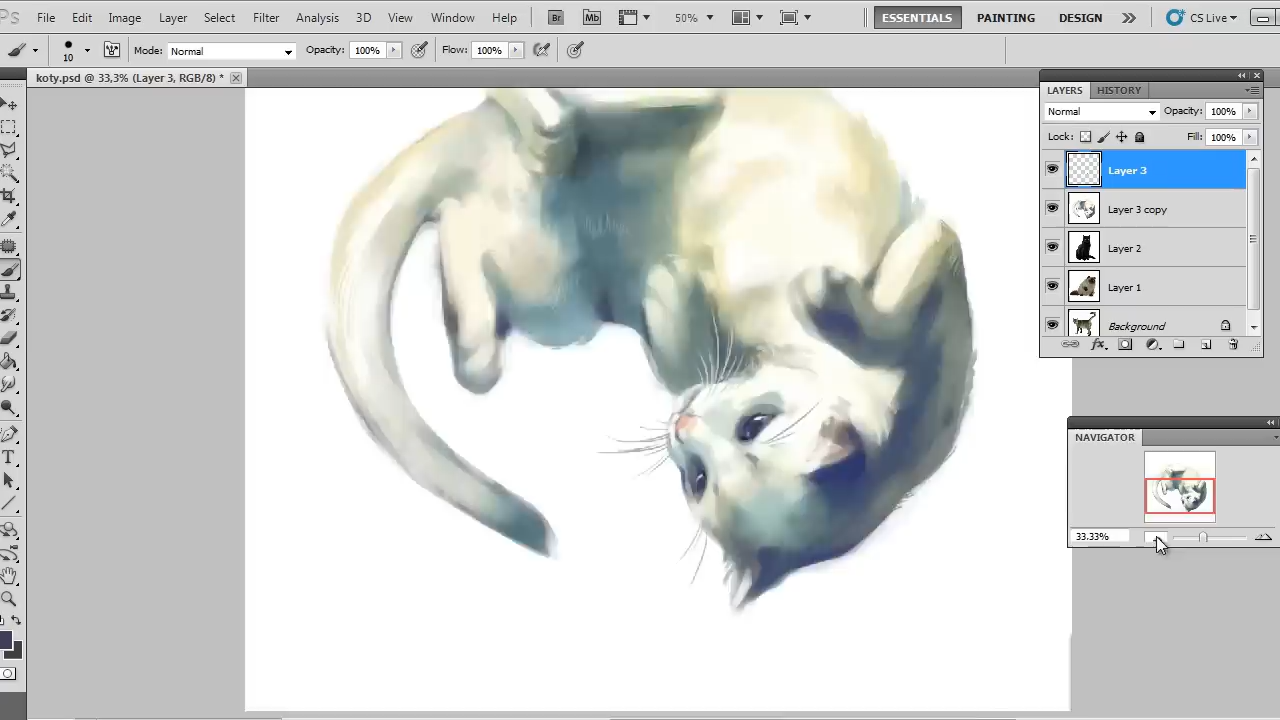 Ps File Edit Image Layer Select Filter Analysis 3D View Window Help Br Mb 50% ESSENTIALS PAINTING DESIGN CS Live
10 Mode: Normal Opacity: 100% Flow: 100%
koty.psd @ 33,3% (Layer 3, RGB/8) *
LAYERS HISTORY
Normal Opacity: 100%
Lock: Fill: 100%
Layer 3
Layer 3 copy
Layer 2
Layer 1
Background
fx
NAVIGATOR
33.33%
T